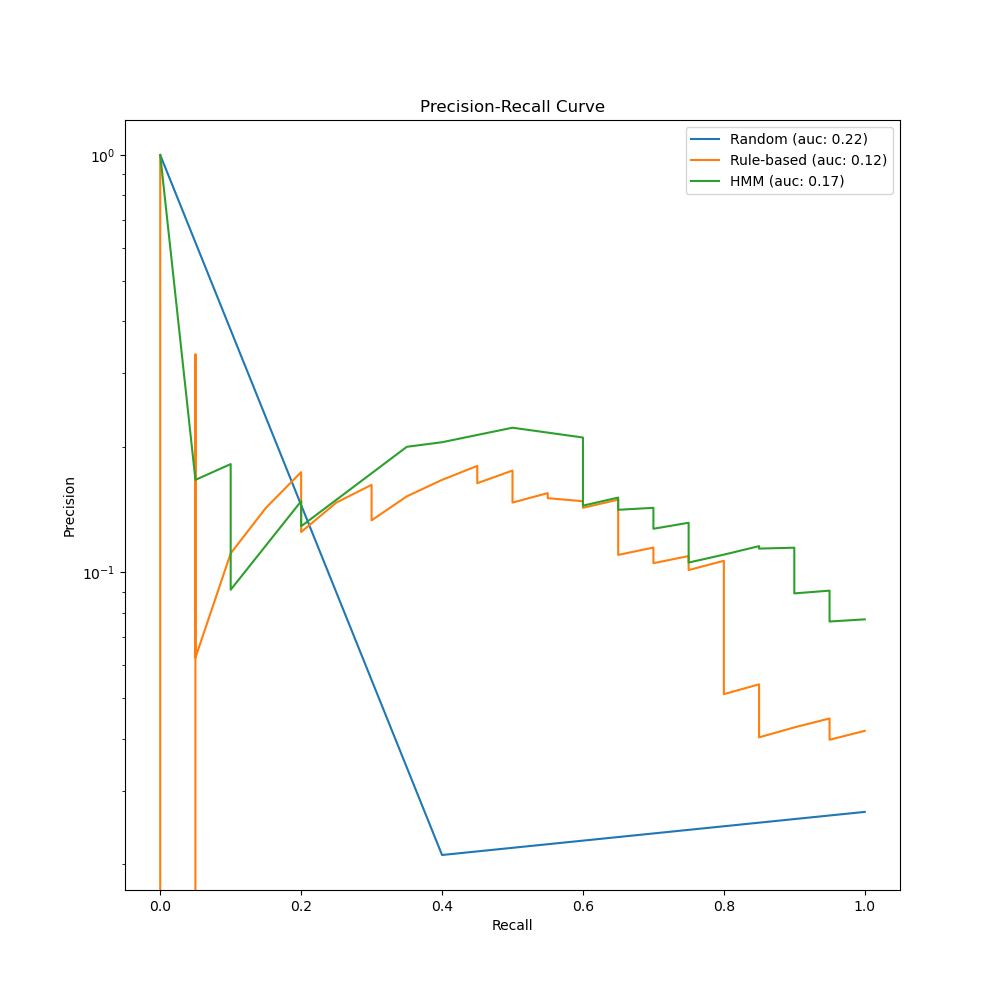 Precision-Recall Curve
Random (auc: 0.22)
Rule-based (auc: 0.12)
HMM (auc: 0.17)
10⁰
10⁻¹
Precision
0.0 0.2 0.4 0.6 0.8 1.0
Recall